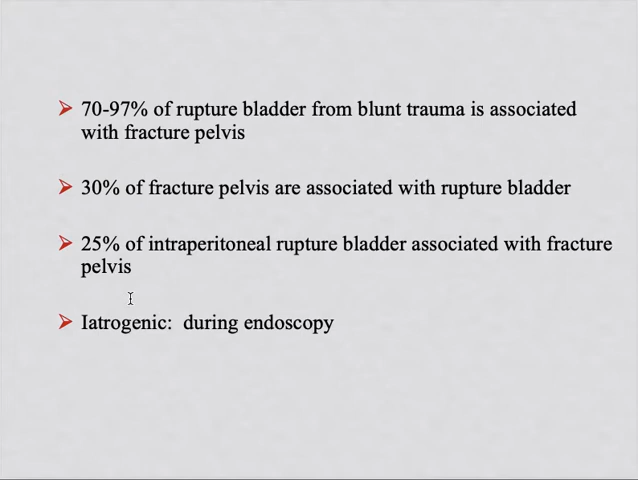 ➢ 70-97% of rupture bladder from blunt trauma is associated
with fracture pelvis
➢ 30% of fracture pelvis are associated with rupture bladder
➢ 25% of intraperitoneal rupture bladder associated with fracture
pelvis
➢ Iatrogenic:  during endoscopy